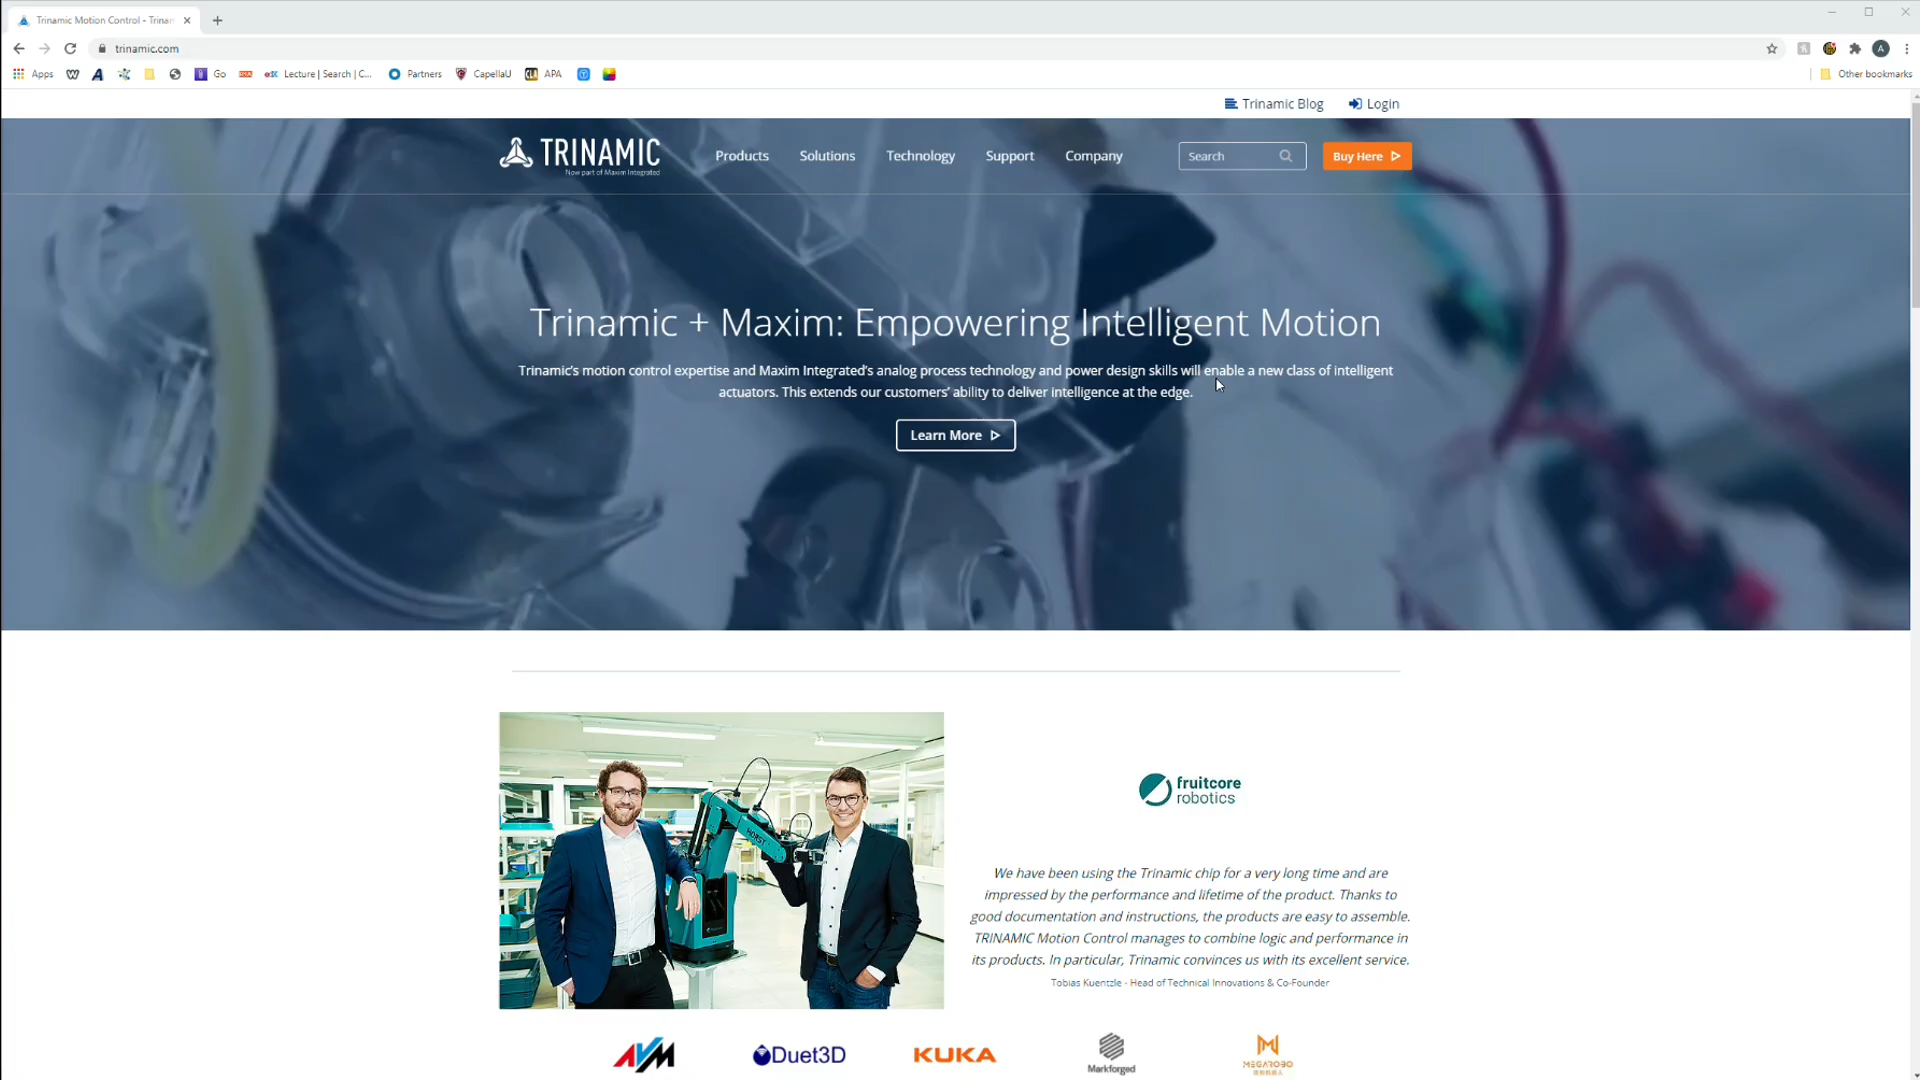 Trinamic Motion Control - Trinan
trinamic.com
Apps
Go
Lecture | Search | C...
Partners
CapellaU
APA
Other bookmarks
Trinamic Blog
Login
TRINAMIC
Now part of Maxim Integrated
Products
Solutions
Technology
Support
Company
Search
Buy Here
Trinamic + Maxim: Empowering Intelligent Motion
Trinamic's motion control expertise and Maxim Integrated's analog process technology and power design skills will enable a new class of intelligent
actuators. This extends our customers' ability to deliver intelligence at the edge.
Learn More
HORST
fruitcore
robotics
We have been using the Trinamic chip for a very long time and are
impressed by the performance and lifetime of the product. Thanks to
good documentation and instructions, the products are easy to assemble.
TRINAMIC Motion Control manages to combine logic and performance in
its products. In particular, Trinamic convinces us with its excellent service.
Tobias Kuentzle - Head of Technical Innovations & Co-Founder
AVM
Duet3D
KUKA
Markforged
MEGAROBO